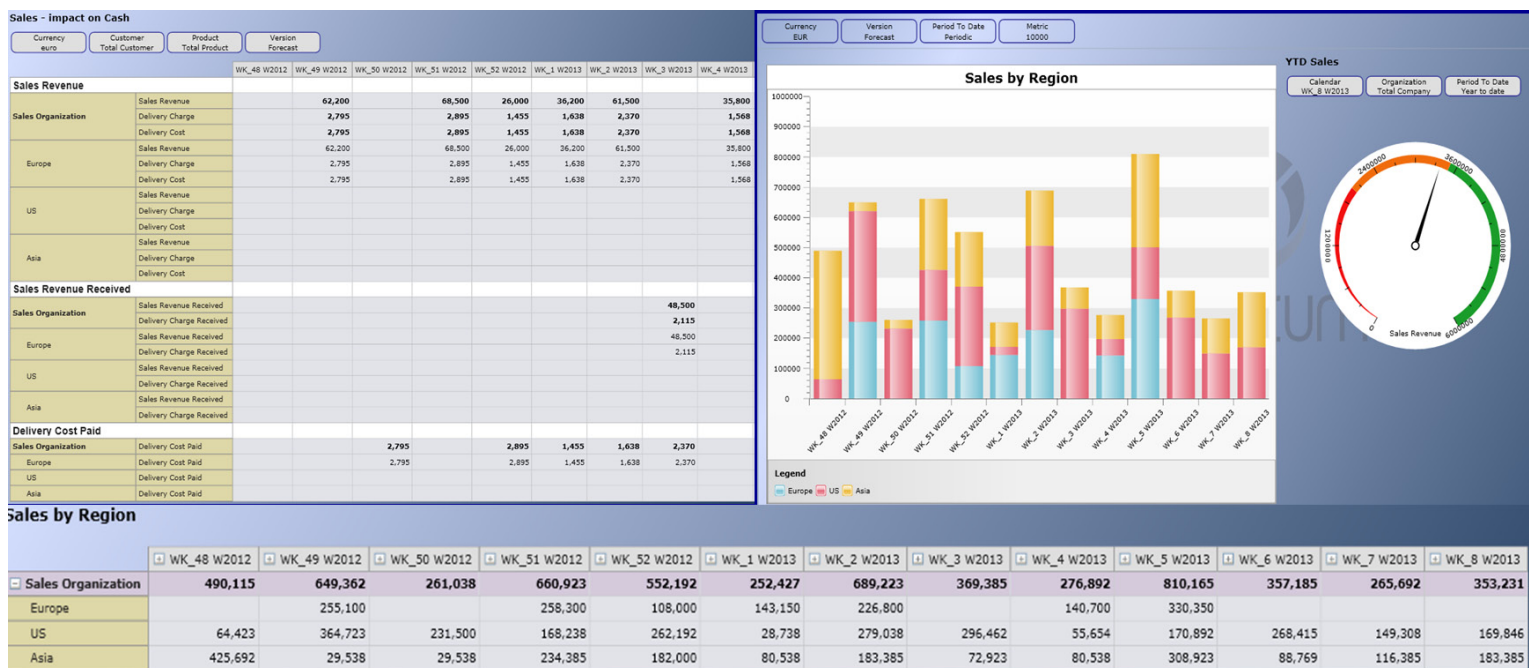 Sales - impact on Cash
Currency Customer Product Version
euro Total Customer Total Product Forecast
WK_48 W2012 WK_49 W2012 WK_50 W2012 WK_51 W2012 WK_52 W2012 WK_1 W2013 WK_2 W2013 WK_3 W2013 WK_4 W2013
Sales Revenue
Sales Organization
Sales Revenue 62,200 68,500 26,000 36,200 61,500 35,800
Delivery Charge 2,795 2,895 1,455 1,638 2,370 1,568
Delivery Cost 2,795 2,895 1,455 1,638 2,370 1,568
Europe
Sales Revenue 62,200 68,500 26,000 36,200 61,500 35,800
Delivery Charge 2,795 2,895 1,455 1,638 2,370 1,568
Delivery Cost 2,795 2,895 1,455 1,638 2,370 1,568
US
Sales Revenue
Delivery Charge
Delivery Cost
Asia
Sales Revenue
Delivery Charge
Delivery Cost
Sales Revenue Received
Sales Organization
Sales Revenue Received 48,500
Delivery Charge Received 2,115
Europe
Sales Revenue Received 48,500
Delivery Charge Received 2,115
US
Sales Revenue Received
Delivery Charge Received
Asia
Sales Revenue Received
Delivery Charge Received
Delivery Cost Paid
Sales Organization Delivery Cost Paid 2,795 2,895 1,455 1,638 2,370
Europe Delivery Cost Paid 2,795 2,895 1,455 1,638 2,370
US Delivery Cost Paid
Asia Delivery Cost Paid
Currency Version Period To Date Metric
EUR Forecast Periodic 10000
Sales by Region
1000000
900000
800000
700000
600000
500000
400000
300000
200000
100000
0
WK_48 W2012 WK_49 W2012 WK_50 W2012 WK_51 W2012 WK_52 W2012 WK_1 W2013 WK_2 W2013 WK_3 W2013 WK_4 W2013 WK_5 W2013 WK_6 W2013 WK_7 W2013 WK_8 W2013
Legend
Europe US Asia
YTD Sales
Calendar Organization Period To Date
WK_8 W2013 Total Company Year to date
2400000 3600000
1200000 4800000
0 Sales Revenue 6000000
Sales by Region
WK_48 W2012 WK_49 W2012 WK_50 W2012 WK_51 W2012 WK_52 W2012 WK_1 W2013 WK_2 W2013 WK_3 W2013 WK_4 W2013 WK_5 W2013 WK_6 W2013 WK_7 W2013 WK_8 W2013
Sales Organization 490,115 649,362 261,038 660,923 552,192 252,427 689,223 369,385 276,892 810,165 357,185 265,692 353,231
Europe 255,100 258,300 108,000 143,150 226,800 140,700 330,350
US 64,423 364,723 231,500 168,238 262,192 28,738 279,038 296,462 55,654 170,892 268,415 149,308 169,846
Asia 425,692 29,538 29,538 234,385 182,000 80,538 183,385 72,923 80,538 308,923 88,769 116,385 183,385